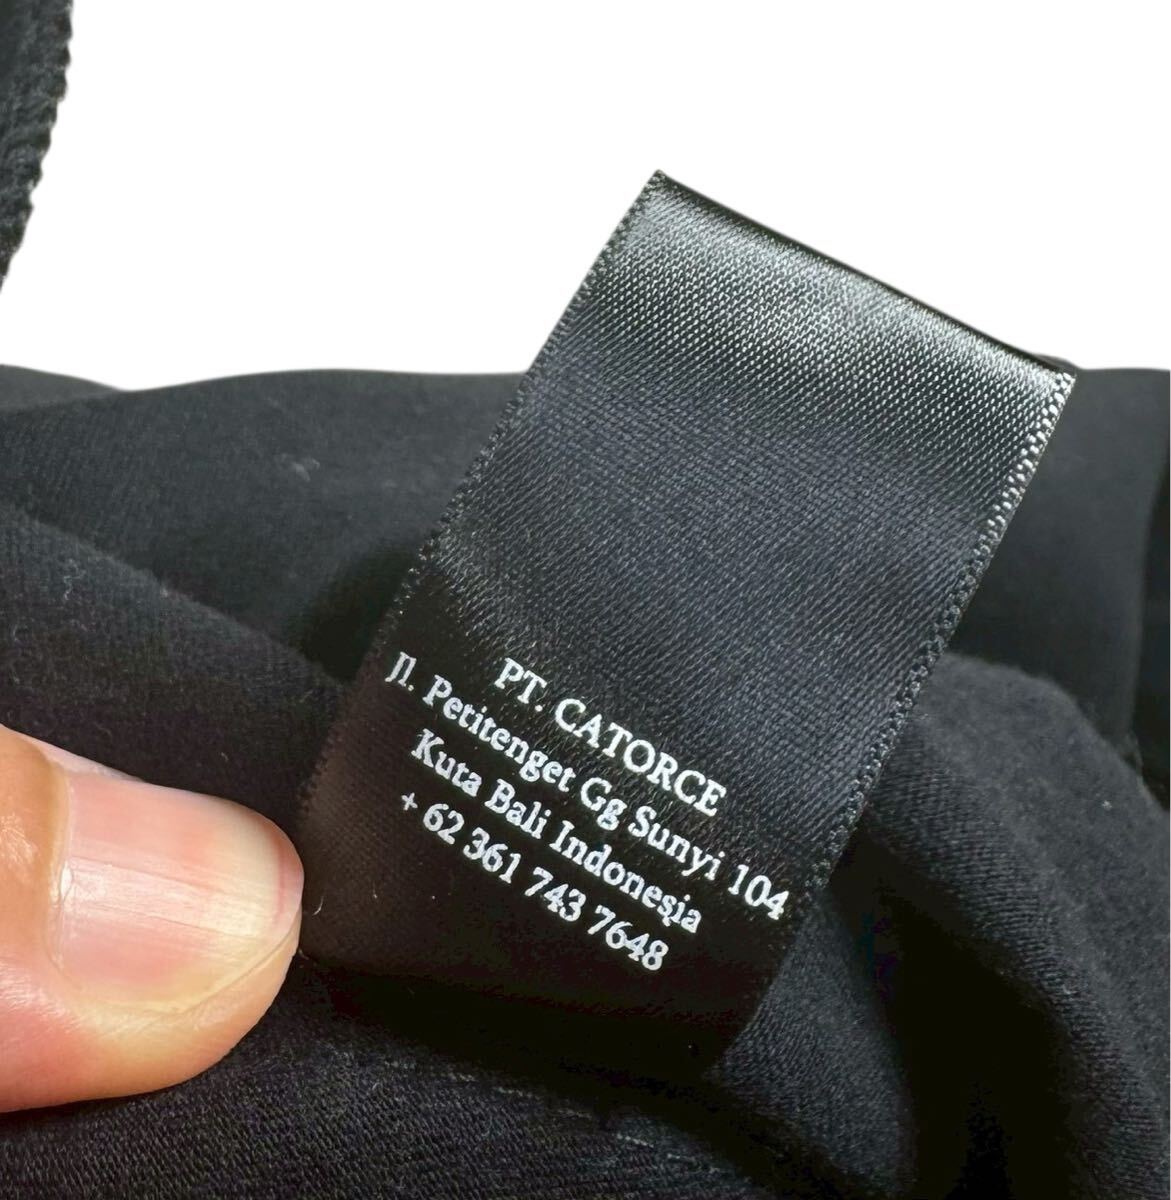 PT. CATORCE
Jl. Petitenget Gg Sunyi 104
Kuta Bali Indonesia
+ 62 361 743 7648